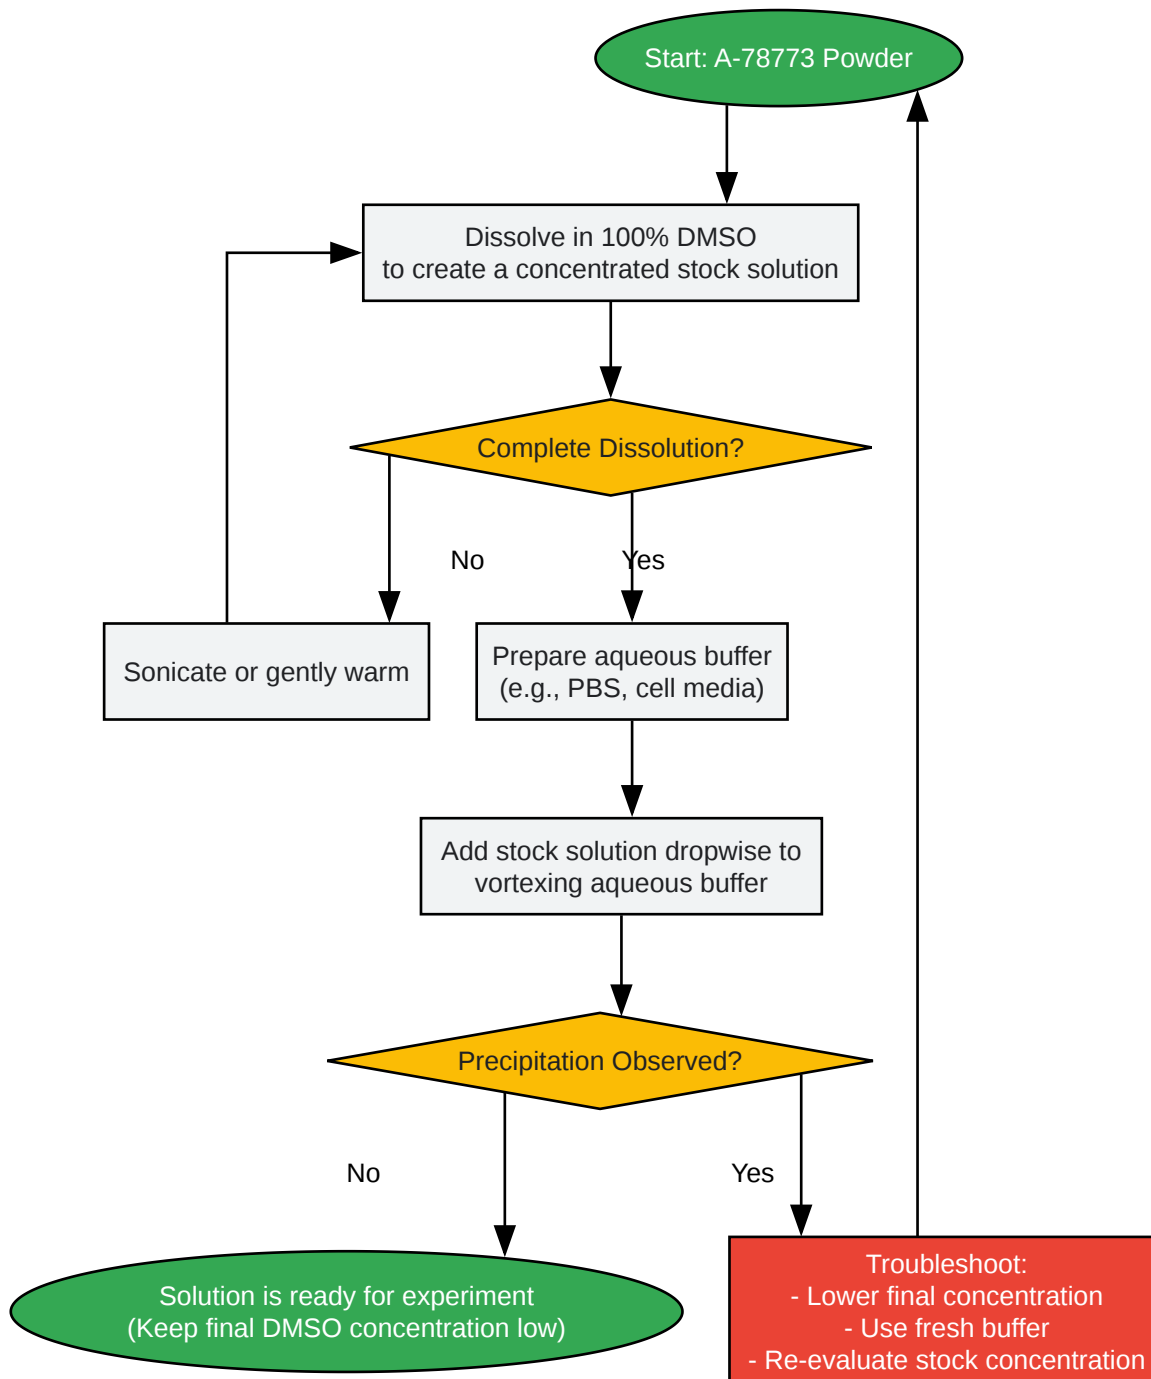 Start: A-78773 Powder
Dissolve in 100% DMSO
to create a concentrated stock solution
Complete Dissolution?
No
Yes
Sonicate or gently warm
Prepare aqueous buffer
(e.g., PBS, cell media)
Add stock solution dropwise to
vortexing aqueous buffer
Precipitation Observed?
No
Yes
Solution is ready for experiment
(Keep final DMSO concentration low)
Troubleshoot:
- Lower final concentration
- Use fresh buffer
- Re-evaluate stock concentration